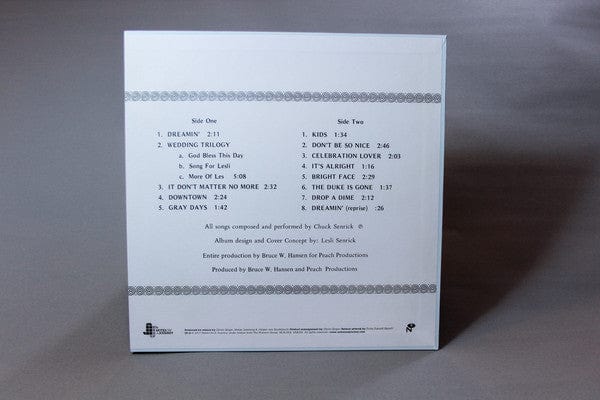 Side One
1. DREAMIN' 2:11
2. WEDDING TRILOGY
a. God Bless This Day
b. Song For Lesli
c. More Of Les 5:08
3. IT DON'T MATTER NO MORE 2:32
4. DOWNTOWN 2:24
5. GRAY DAYS 1:42
Side Two
1. KIDS 1:34
2. DON'T BE SO NICE 2:46
3. CELEBRATION LOVER 2:03
4. IT'S ALRIGHT 1:16
5. BRIGHT FACE 2:29
6. THE DUKE IS GONE 1:37
7. DROP A DIME 2:12
8. DREAMIN' (reprise) :26
All songs composed and performed by Chuck Senrick ℗
Album design and Cover Concept by: Lesli Senrick
Entire production by Bruce W. Hansen for Peach Productions
Produced by Bruce W. Hansen and Peach Productions